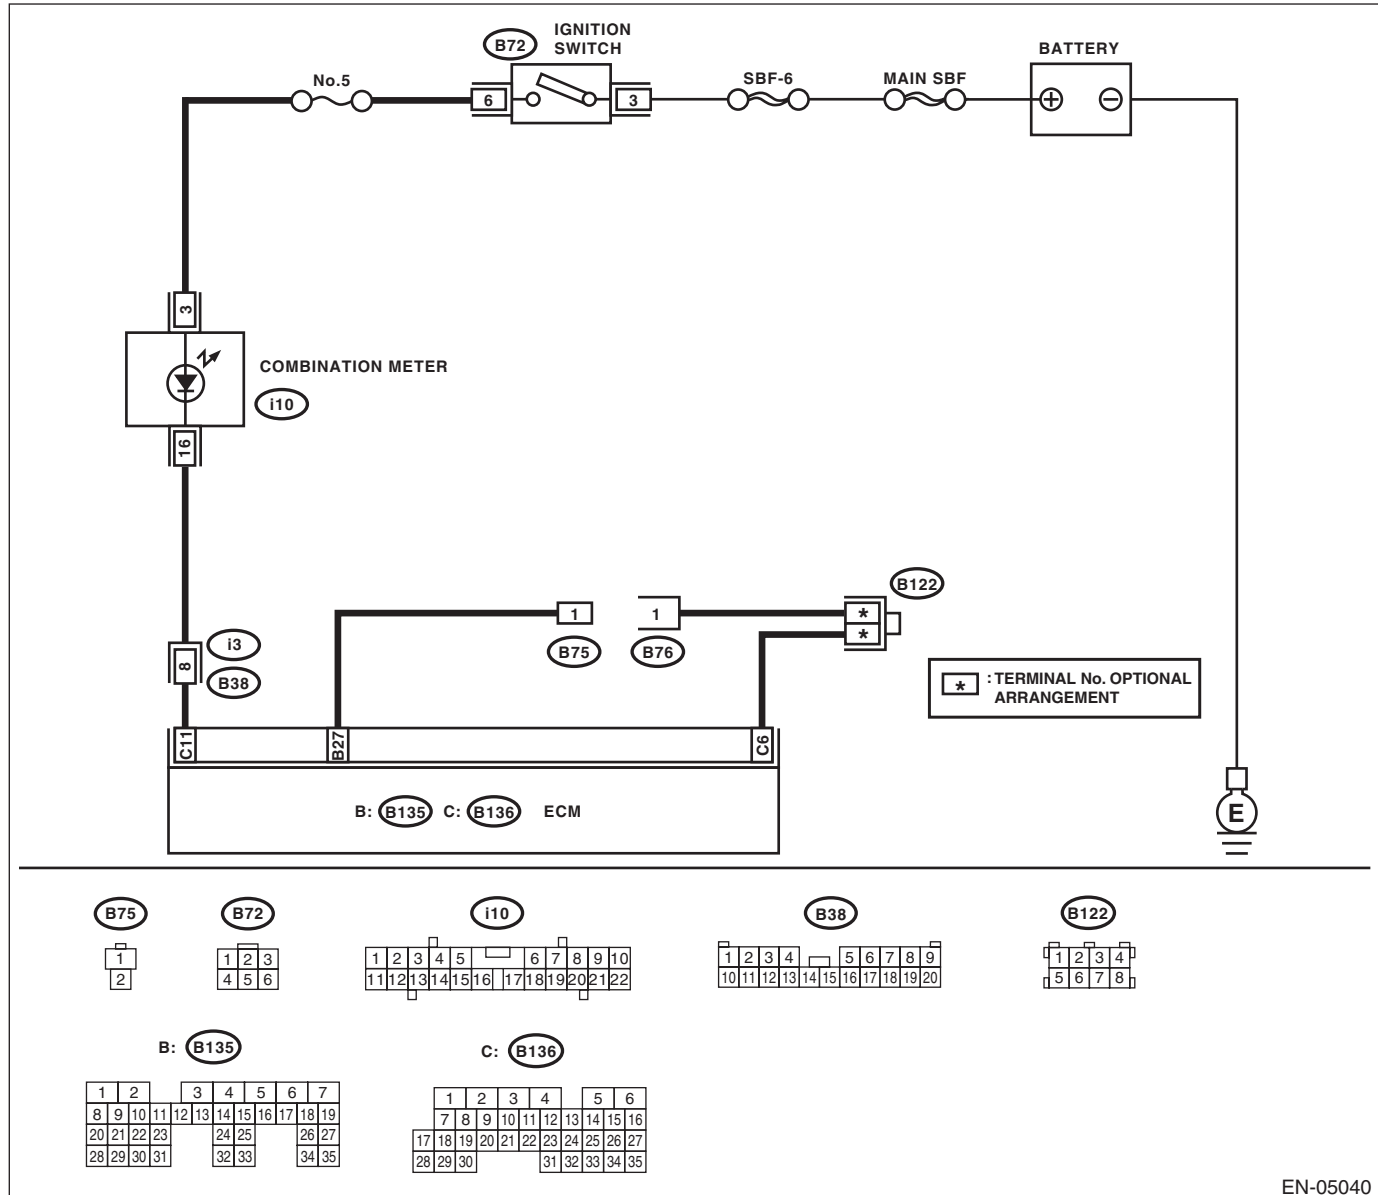 IGNITION
SWITCH
B72
BATTERY
No.5
SBF-6
MAIN SBF
6
3
+
−
3
COMBINATION METER
i10
16
B122
1
1
*
*
i3
B75
B76
8
B38
* : TERMINAL No. OPTIONAL
ARRANGEMENT
C11
B27
C6
B: B135 C: B136 ECM
E
B75
B72
i10
B38
B122
1
2
1 2 3
4 5 6
1 2 3 4 5 6 7 8 9 10
11 12 13 14 15 16 17 18 19 20 21 22
1 2 3 4 5 6 7 8 9
10 11 12 13 14 15 16 17 18 19 20
1 2 3 4
5 6 7 8
B: B135
C: B136
1 2 3 4 5 6 7
8 9 10 11 12 13 14 15 16 17 18 19
20 21 22 23 24 25 26 27
28 29 30 31 32 33 34 35
1 2 3 4 5 6
7 8 9 10 11 12 13 14 15 16
17 18 19 20 21 22 23 24 25 26 27
28 29 30 31 32 33 34 35
EN-05040